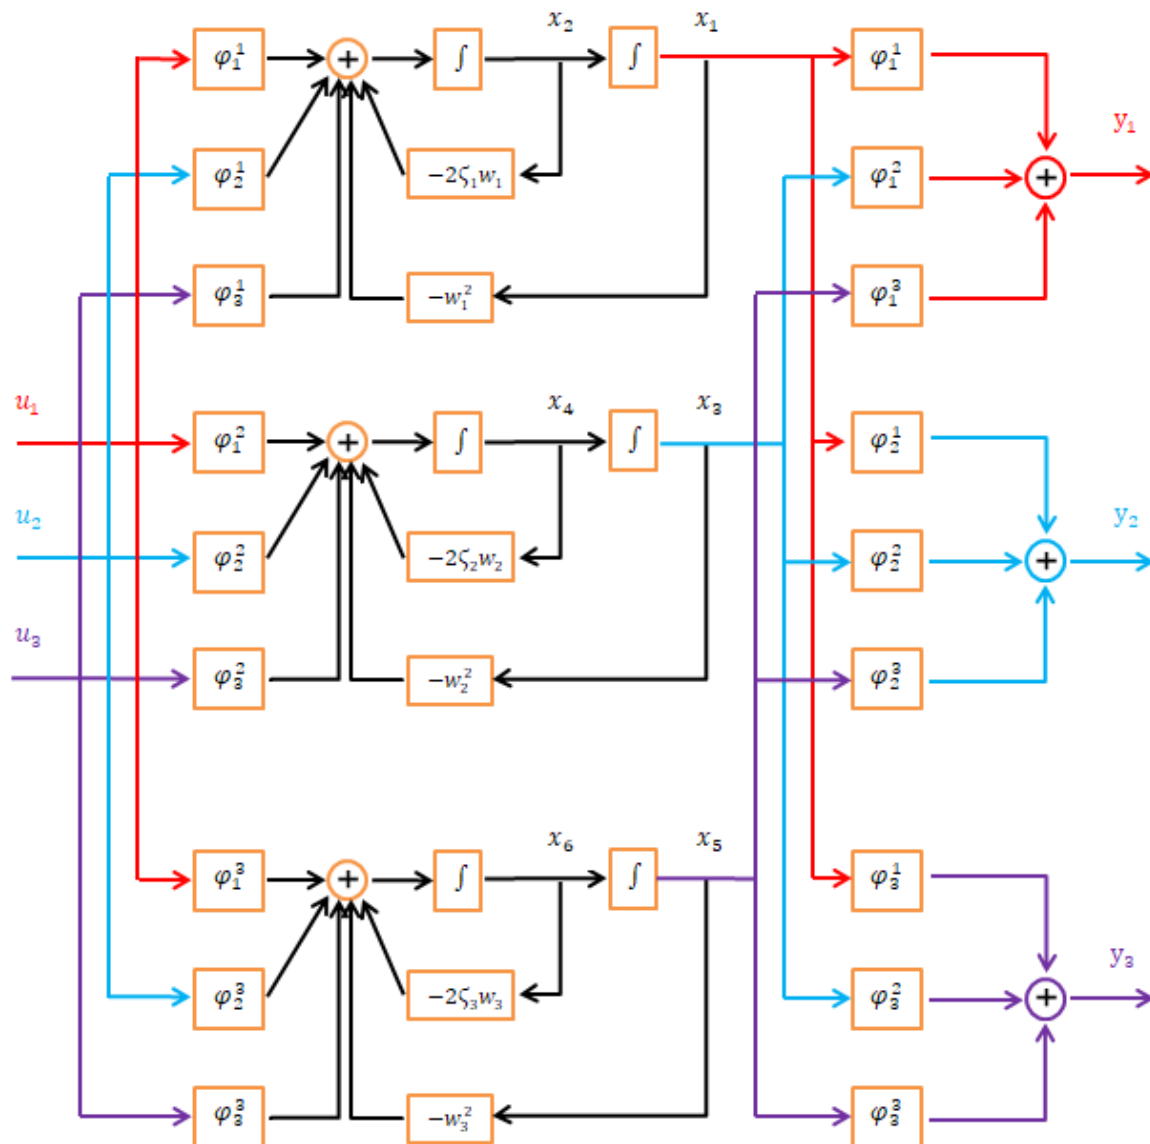 x₂ x₁
φ₁¹ + ∫ ∫ φ₁¹
y₁
φ₂¹ −2ζ₁w₁ φ₁² +
φ₃¹ −w₁² φ₁³
u₁ x₄ x₃
φ₁² + ∫ ∫ φ₂¹
u₂ y₂
φ₂² −2ζ₂w₂ φ₂² +
u₃
φ₃² −w₂² φ₂³
x₆ x₅
φ₁³ + ∫ ∫ φ₃¹
y₃
φ₂³ −2ζ₃w₃ φ₃² +
φ₃³ −w₃² φ₃³